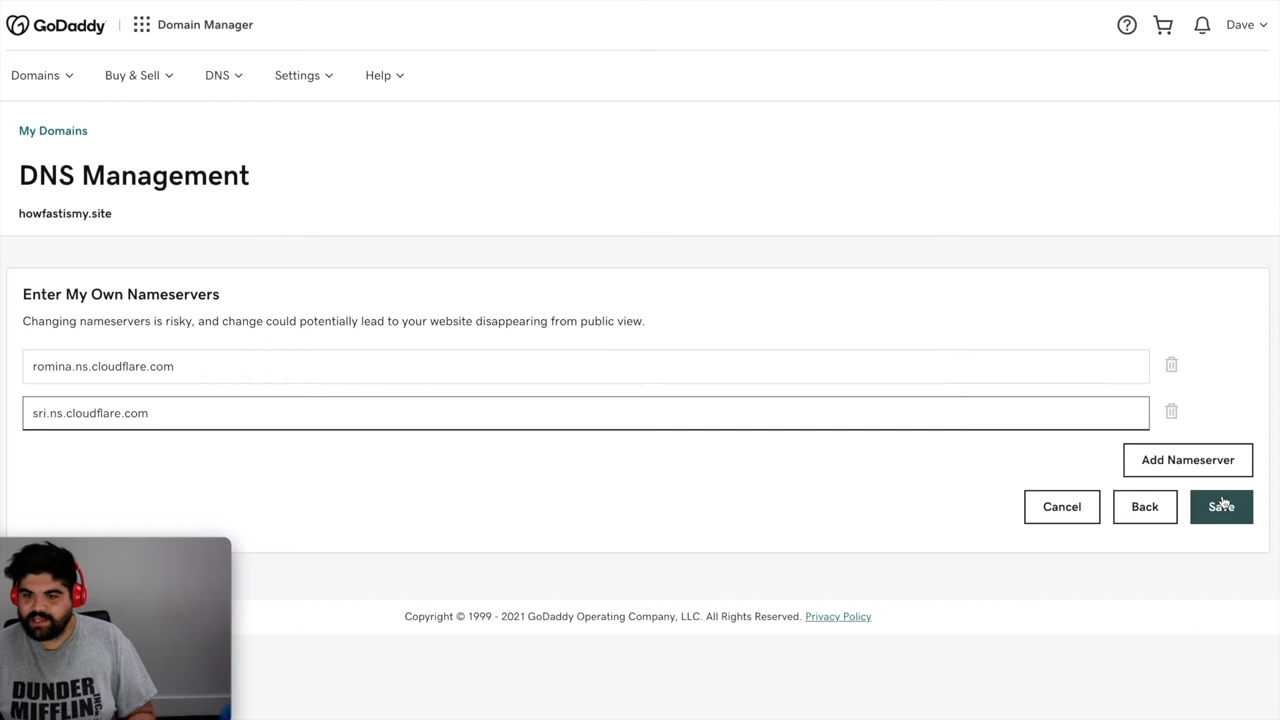 GoDaddy
Domain Manager
Dave
Domains
Buy & Sell
DNS
Settings
Help
My Domains
DNS Management
howfastismy.site
Enter My Own Nameservers
Changing nameservers is risky, and change could potentially lead to your website disappearing from public view.
romina.ns.cloudflare.com
sri.ns.cloudflare.com
Add Nameserver
Cancel
Back
Save
Copyright © 1999 - 2021 GoDaddy Operating Company, LLC. All Rights Reserved. Privacy Policy
DUNDER
MIFFLIN